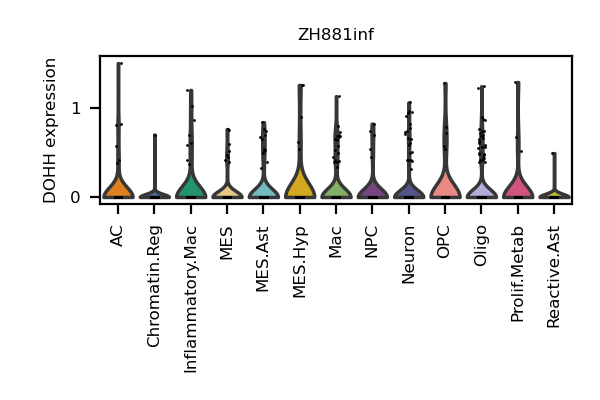 ZH881inf
DOHH expression
1
0
AC
Chromatin.Reg
Inflammatory.Mac
MES
MES.Ast
MES.Hyp
Mac
NPC
Neuron
OPC
Oligo
Prolif.Metab
Reactive.Ast